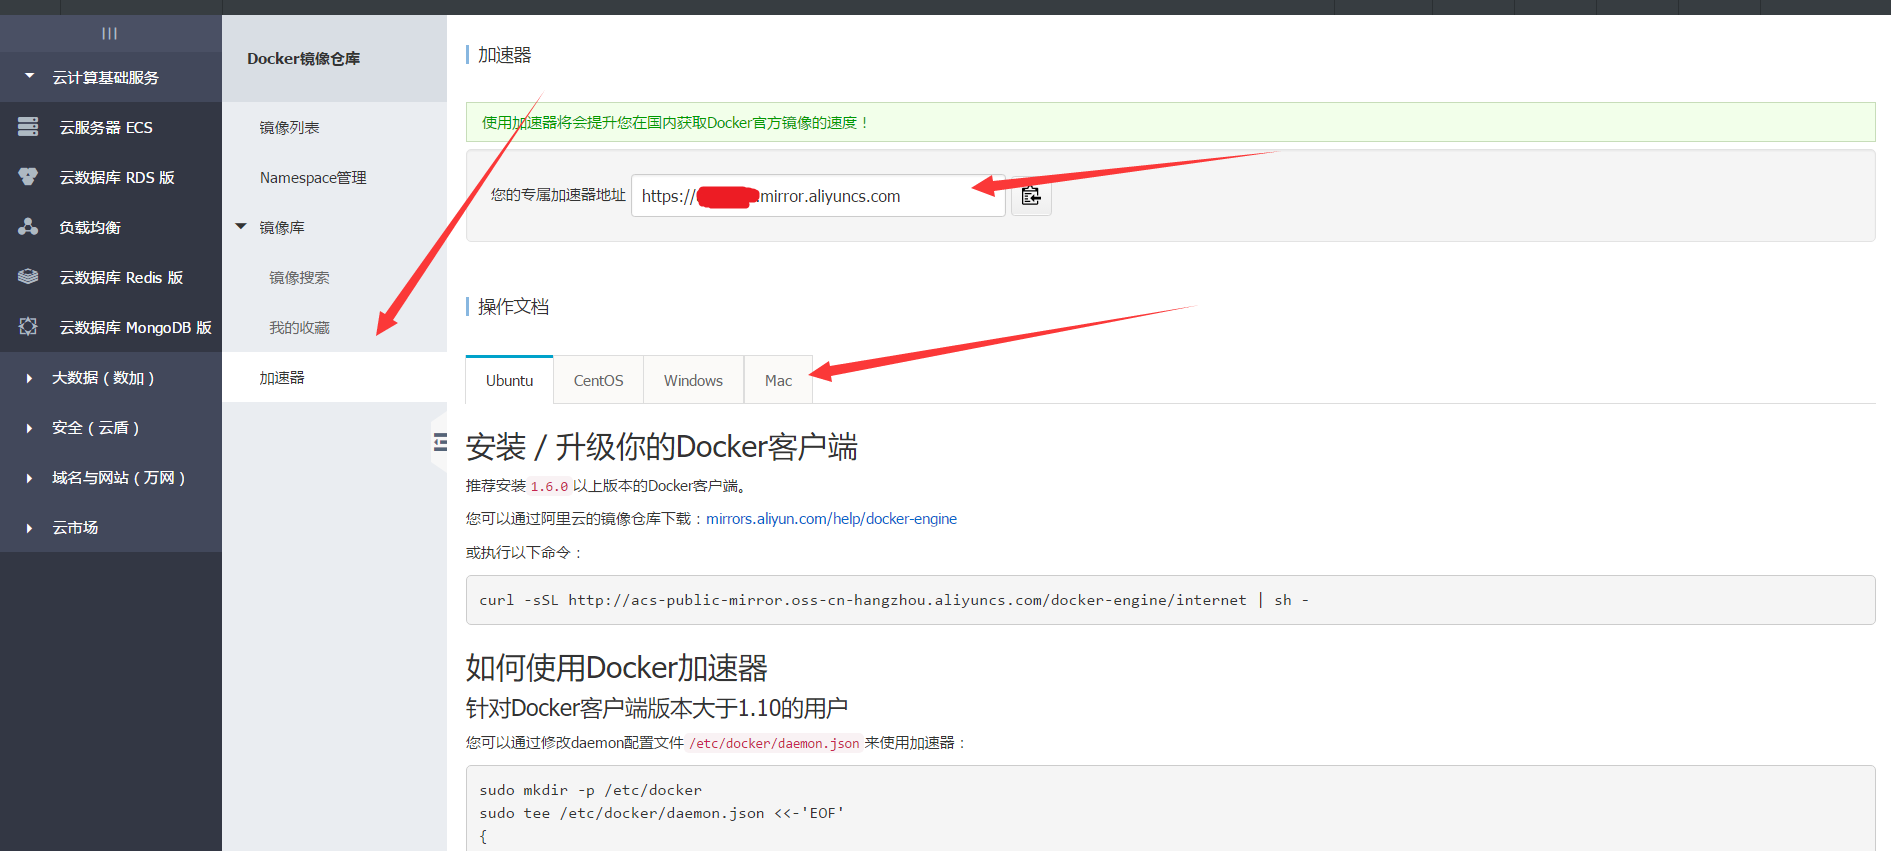 云计算基础服务
云服务器 ECS
云数据库 RDS 版
负载均衡
云数据库 Redis 版
云数据库 MongoDB 版
大数据（数加）
安全（云盾）
域名与网站（万网）
云市场
Docker镜像仓库
镜像列表
Namespace管理
镜像库
镜像搜索
我的收藏
加速器
加速器
使用加速器将会提升您在国内获取Docker官方镜像的速度！
您的专属加速器地址 https:// .mirror.aliyuncs.com
操作文档
Ubuntu CentOS Windows Mac
安装 / 升级你的Docker客户端
推荐安装 1.6.0 以上版本的Docker客户端。
您可以通过阿里云的镜像仓库下载：mirrors.aliyun.com/help/docker-engine
或执行以下命令：
curl -sSL http://acs-public-mirror.oss-cn-hangzhou.aliyuncs.com/docker-engine/internet | sh -
如何使用Docker加速器
针对Docker客户端版本大于1.10的用户
您可以通过修改daemon配置文件 /etc/docker/daemon.json 来使用加速器：
sudo mkdir -p /etc/docker
sudo tee /etc/docker/daemon.json <<-'EOF'
{